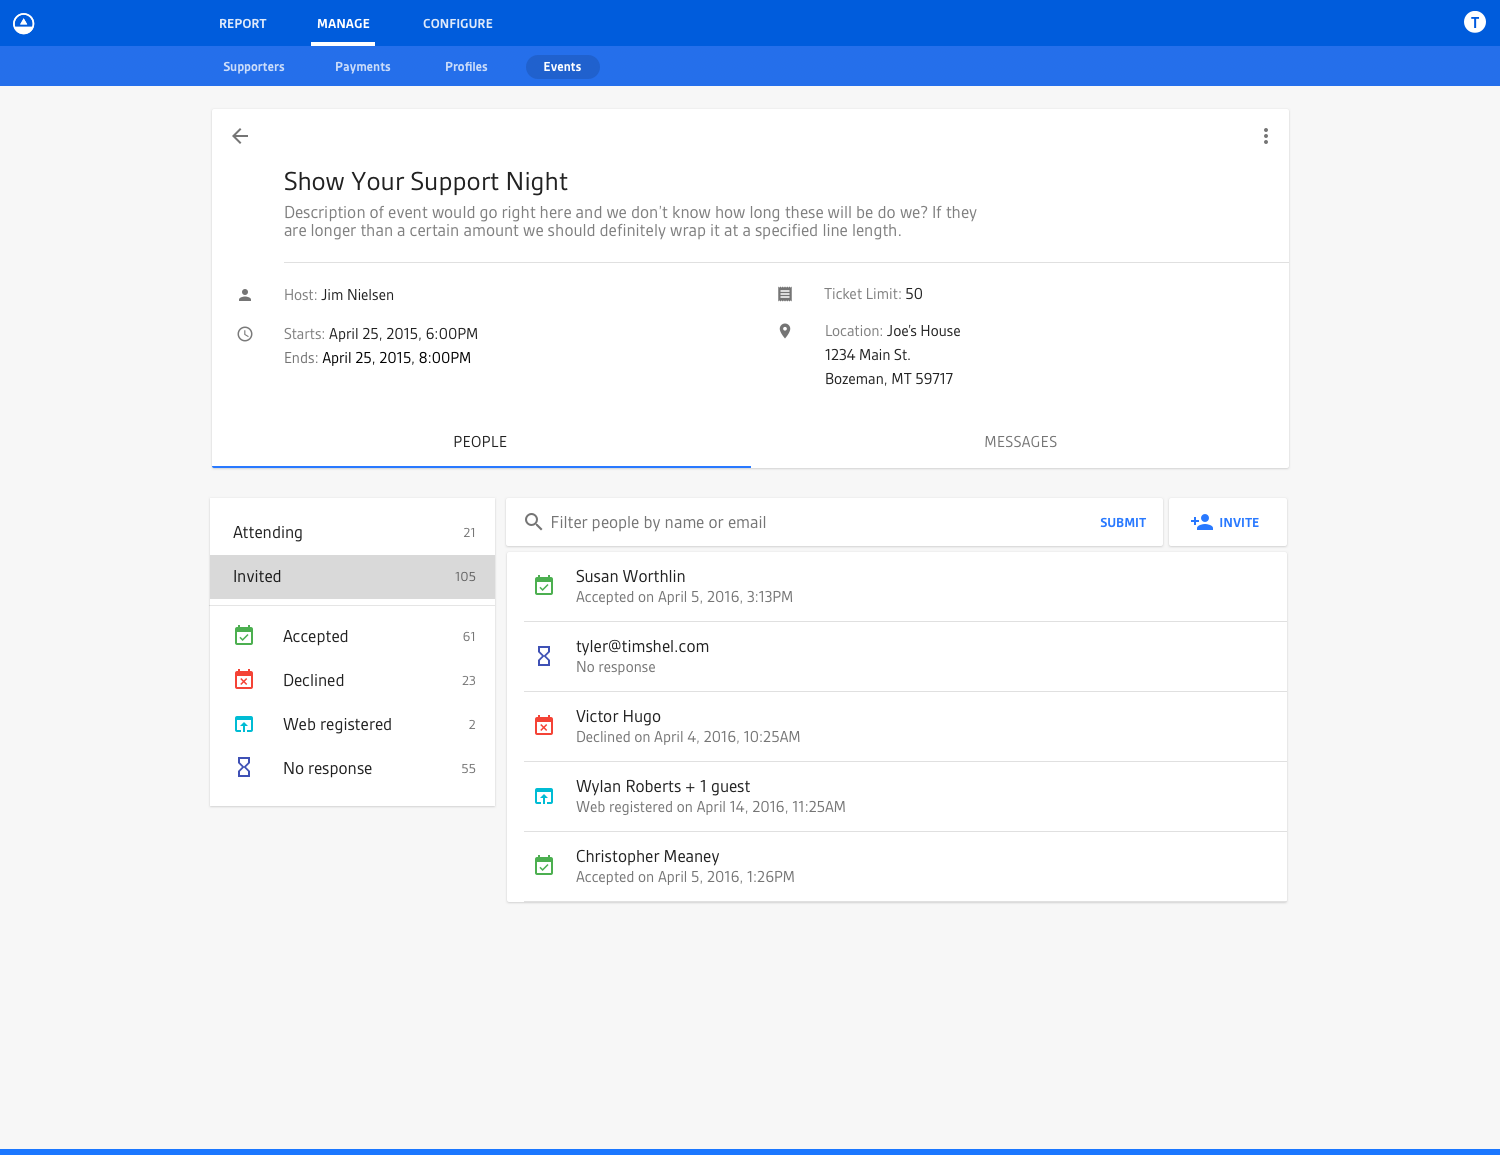 REPORT
MANAGE
CONFIGURE
T
Supporters
Payments
Profiles
Events
Show Your Support Night
Description of event would go right here and we don't know how long these will be do we? If they
are longer than a certain amount we should definitely wrap it at a specified line length.
Host: Jim Nielsen
Starts: April 25, 2015, 6:00PM
Ends: April 25, 2015, 8:00PM
Ticket Limit: 50
Location: Joe's House
1234 Main St.
Bozeman, MT 59717
PEOPLE
MESSAGES
Attending 21
Invited 105
Accepted 61
Declined 23
Web registered 2
No response 55
Filter people by name or email
SUBMIT
INVITE
Susan Worthlin
Accepted on April 5, 2016, 3:13PM
tyler@timshel.com
No response
Victor Hugo
Declined on April 4, 2016, 10:25AM
Wylan Roberts + 1 guest
Web registered on April 14, 2016, 11:25AM
Christopher Meaney
Accepted on April 5, 2016, 1:26PM